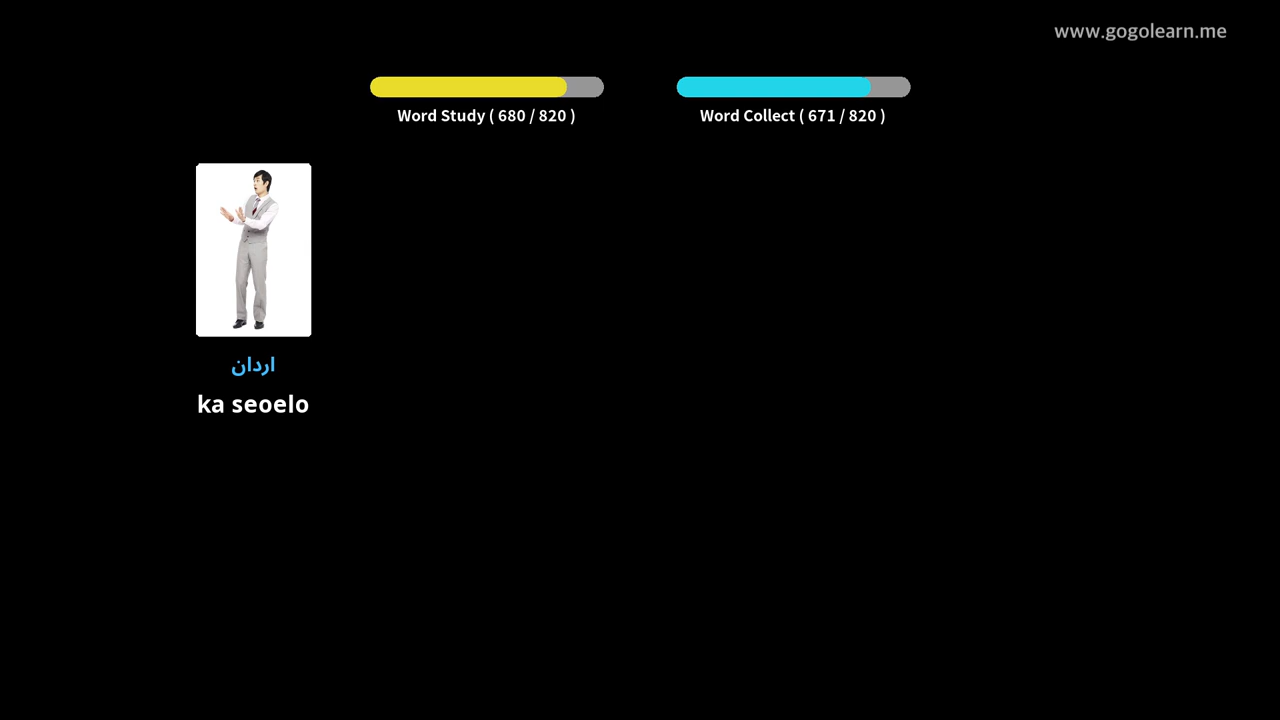 www.gogolearn.me
Word Study ( 680 / 820 )
Word Collect ( 671 / 820 )
اردان
ka seoelo